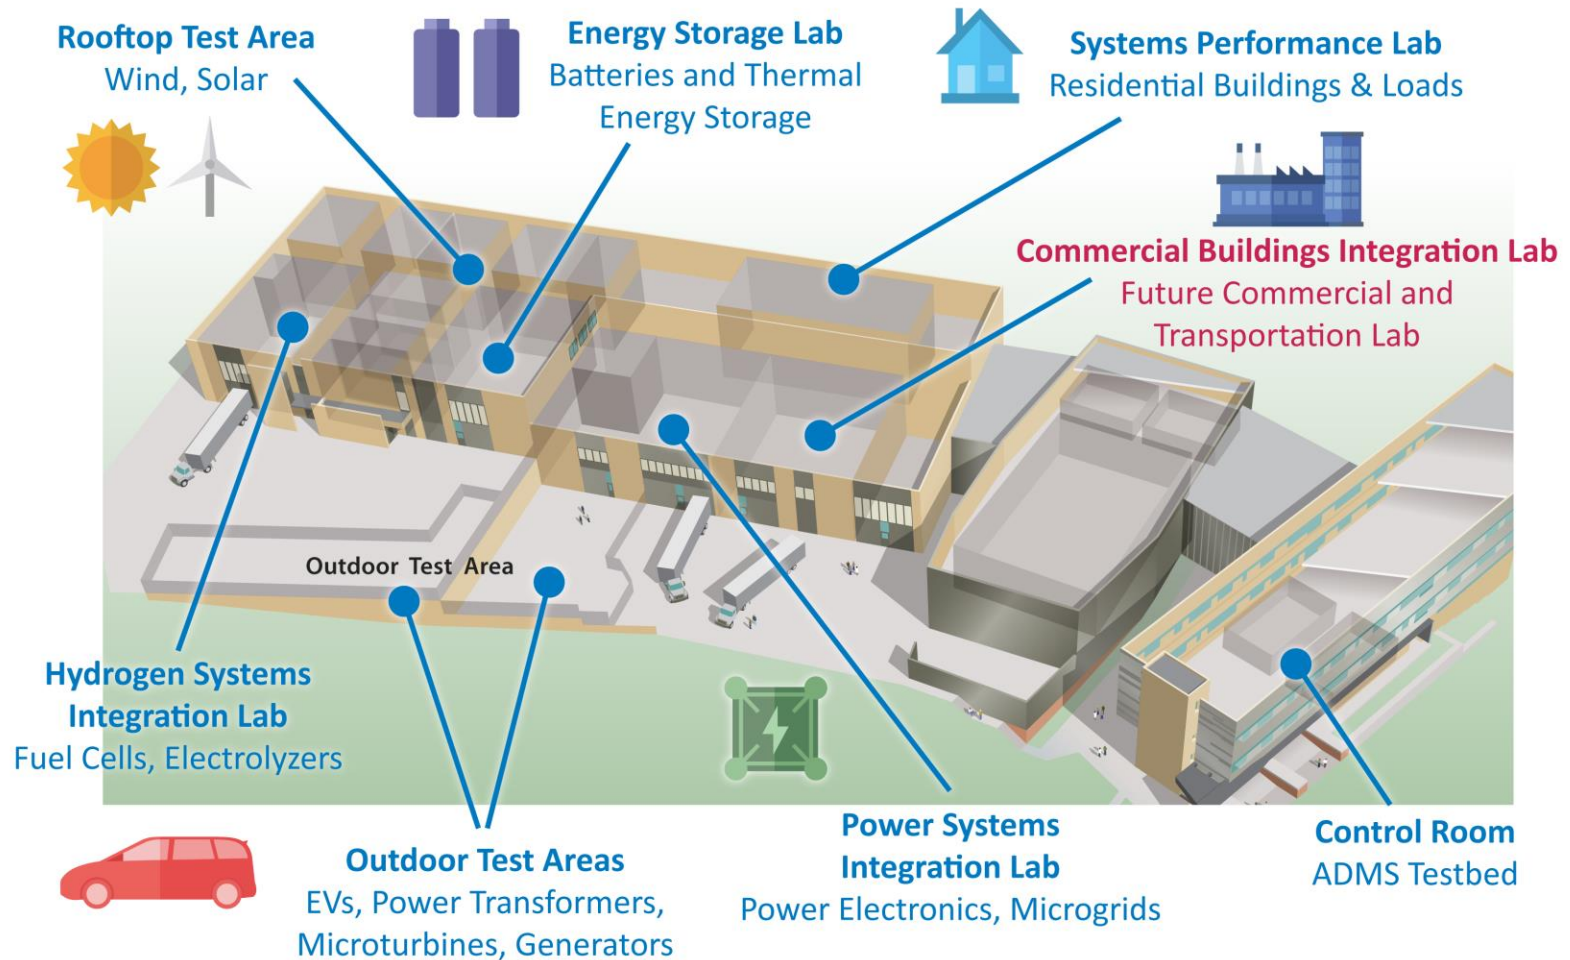 Rooftop Test Area
Wind, Solar
Energy Storage Lab
Batteries and Thermal
Energy Storage
Systems Performance Lab
Residential Buildings & Loads
Commercial Buildings Integration Lab
Future Commercial and
Transportation Lab
Outdoor Test Area
Hydrogen Systems
Integration Lab
Fuel Cells, Electrolyzers
Outdoor Test Areas
EVs, Power Transformers,
Microturbines, Generators
Power Systems
Integration Lab
Power Electronics, Microgrids
Control Room
ADMS Testbed